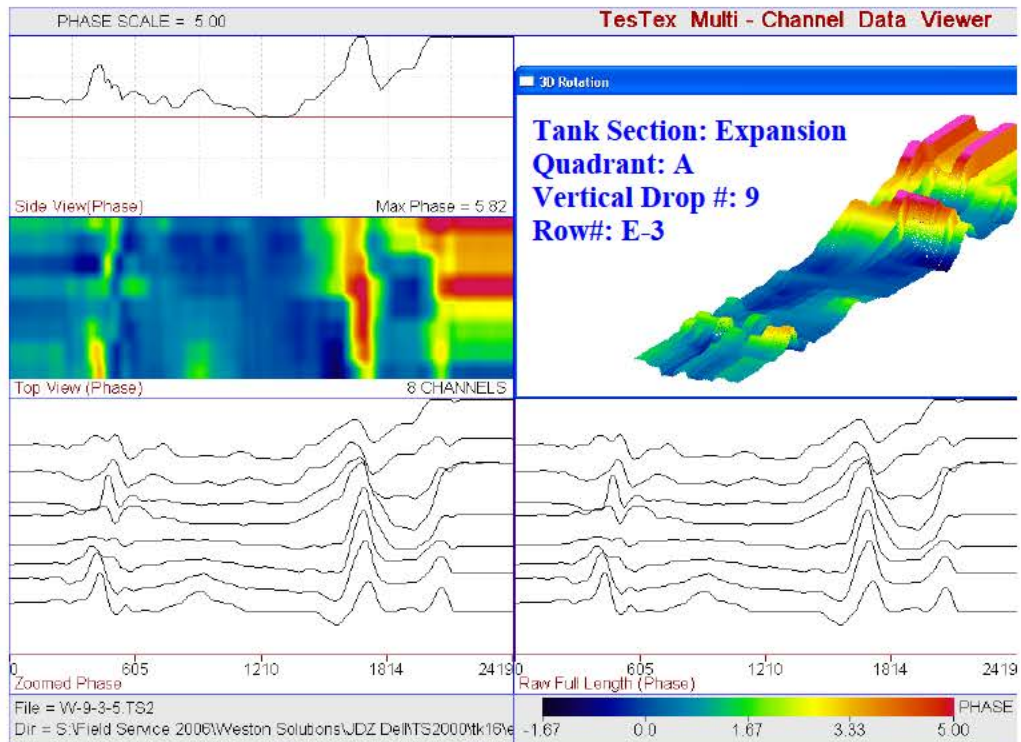 PHASE SCALE = 5.00
TesTex Multi - Channel Data Viewer
Side View(Phase)
Max Phase = 5.82
3D Rotation
Tank Section: Expansion
Quadrant: A
Vertical Drop #: 9
Row#: E-3
Top View (Phase)
8 CHANNELS
0 605 1210 1814 2419
Zoomed Phase
0 605 1210 1814 2419
Raw Full Length (Phase)
File = W-9-3-5.TS2
Dir = S:\Field Service 2006\Weston Solutions\JDZ Dell\TS2000\tk16\e
PHASE
-1.67 0.0 1.67 3.33 5.00